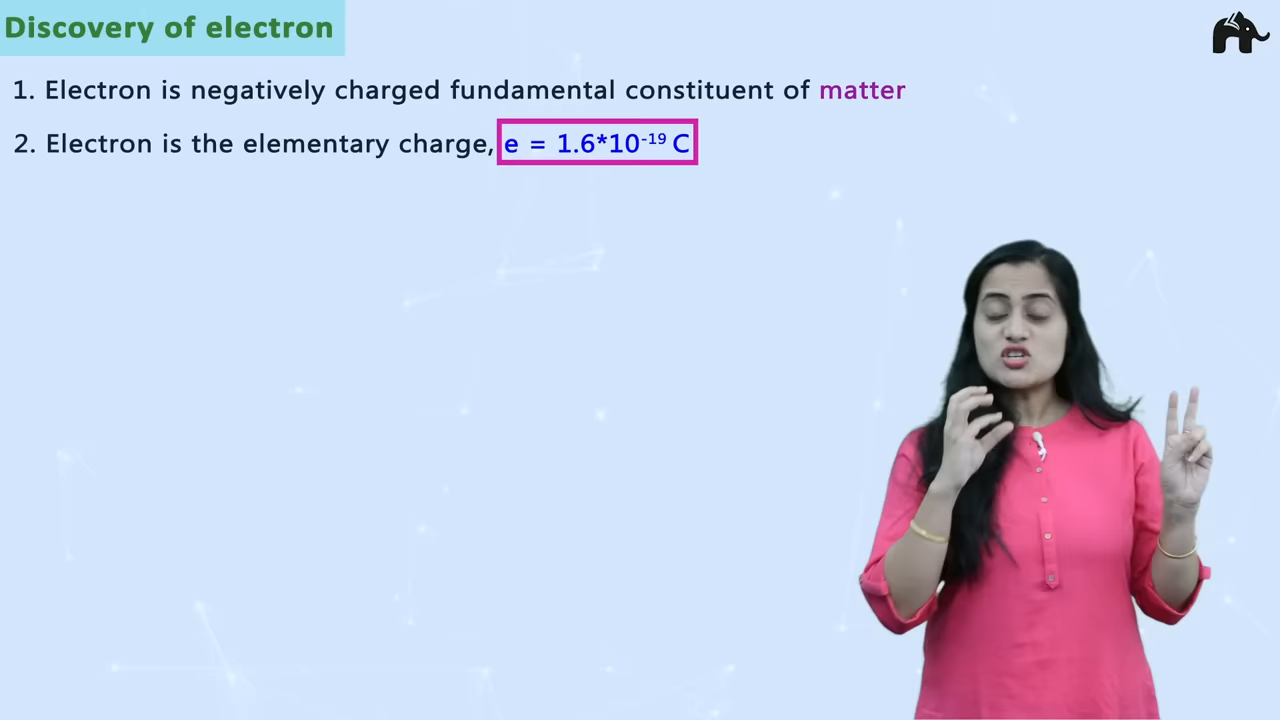 Discovery of electron
1. Electron is negatively charged fundamental constituent of matter
2. Electron is the elementary charge, e = 1.6*10⁻¹⁹ C